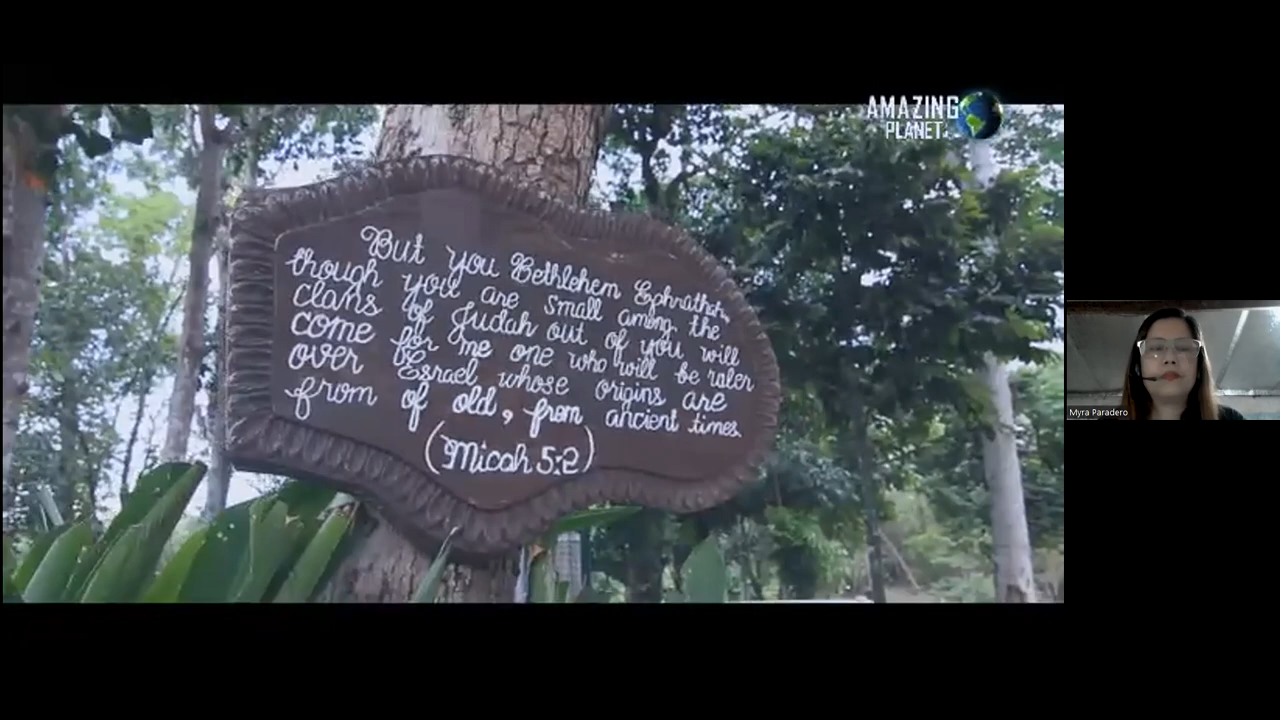 AMAZING
PLANET
But you Bethlehem Ephrathah,
though you are small among the
clans of Judah out of you will
come for me one who will be ruler
over Esrael whose origins are
from of old, from ancient times.
(Micah 5:2)
Myra Paradero